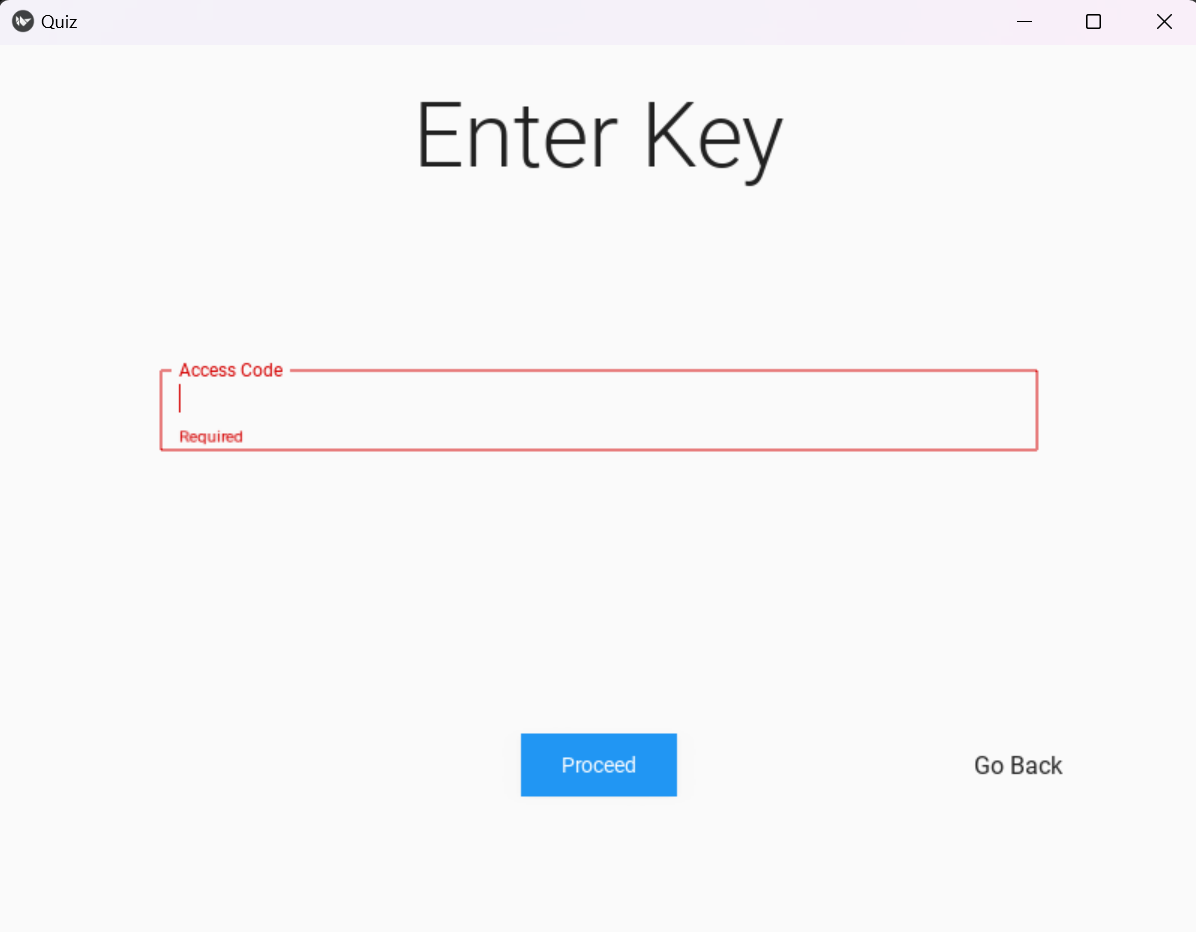 Quiz
Enter Key
Access Code
Required
Proceed
Go Back